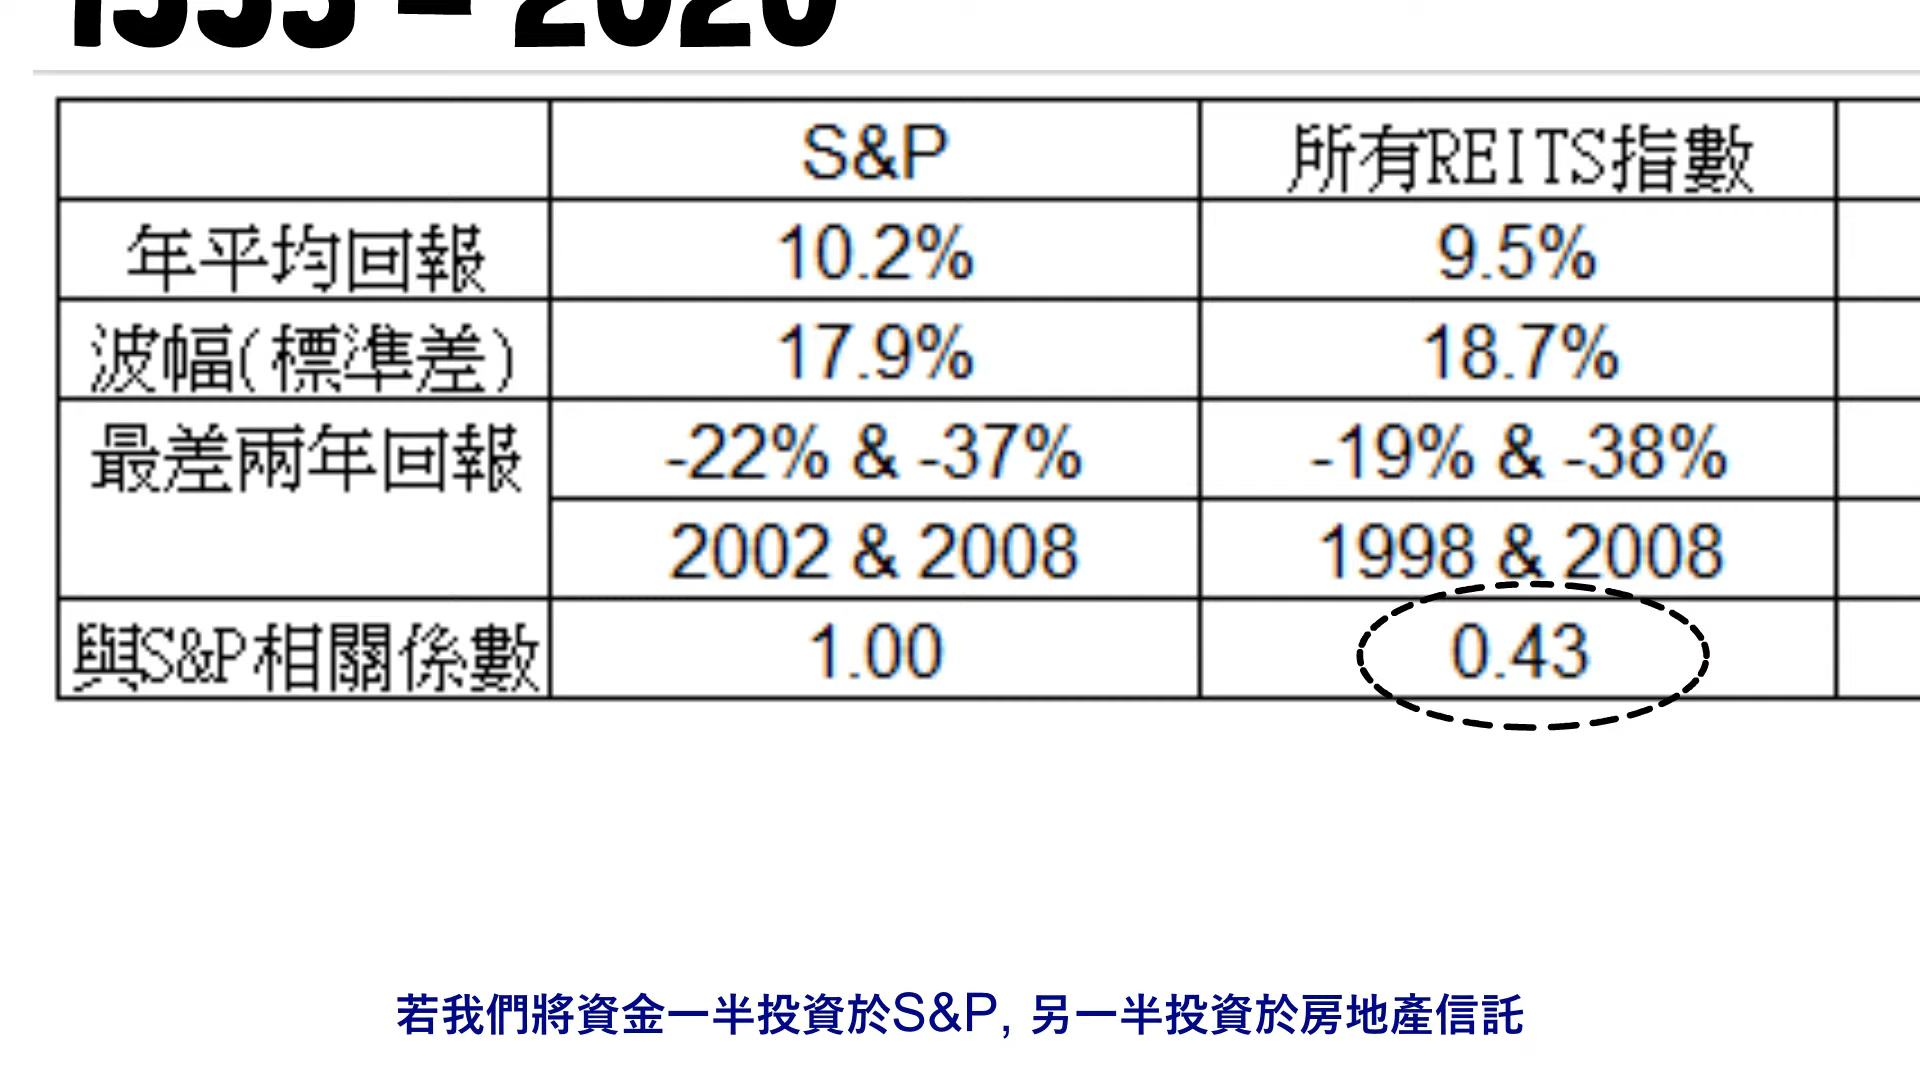 S&P 所有REITS指數
年平均回報 10.2% 9.5%
波幅(標準差) 17.9% 18.7%
最差兩年回報 -22% & -37% -19% & -38%
2002 & 2008 1998 & 2008
與S&P相關係數 1.00 0.43
若我們將資金一半投資於S&P, 另一半投資於房地產信託